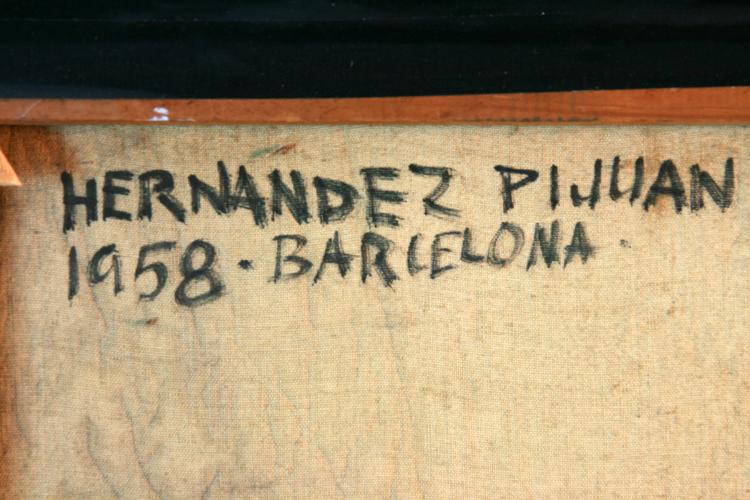 HERNANDEZ PIJUAN
1958 · BARCELONA ·